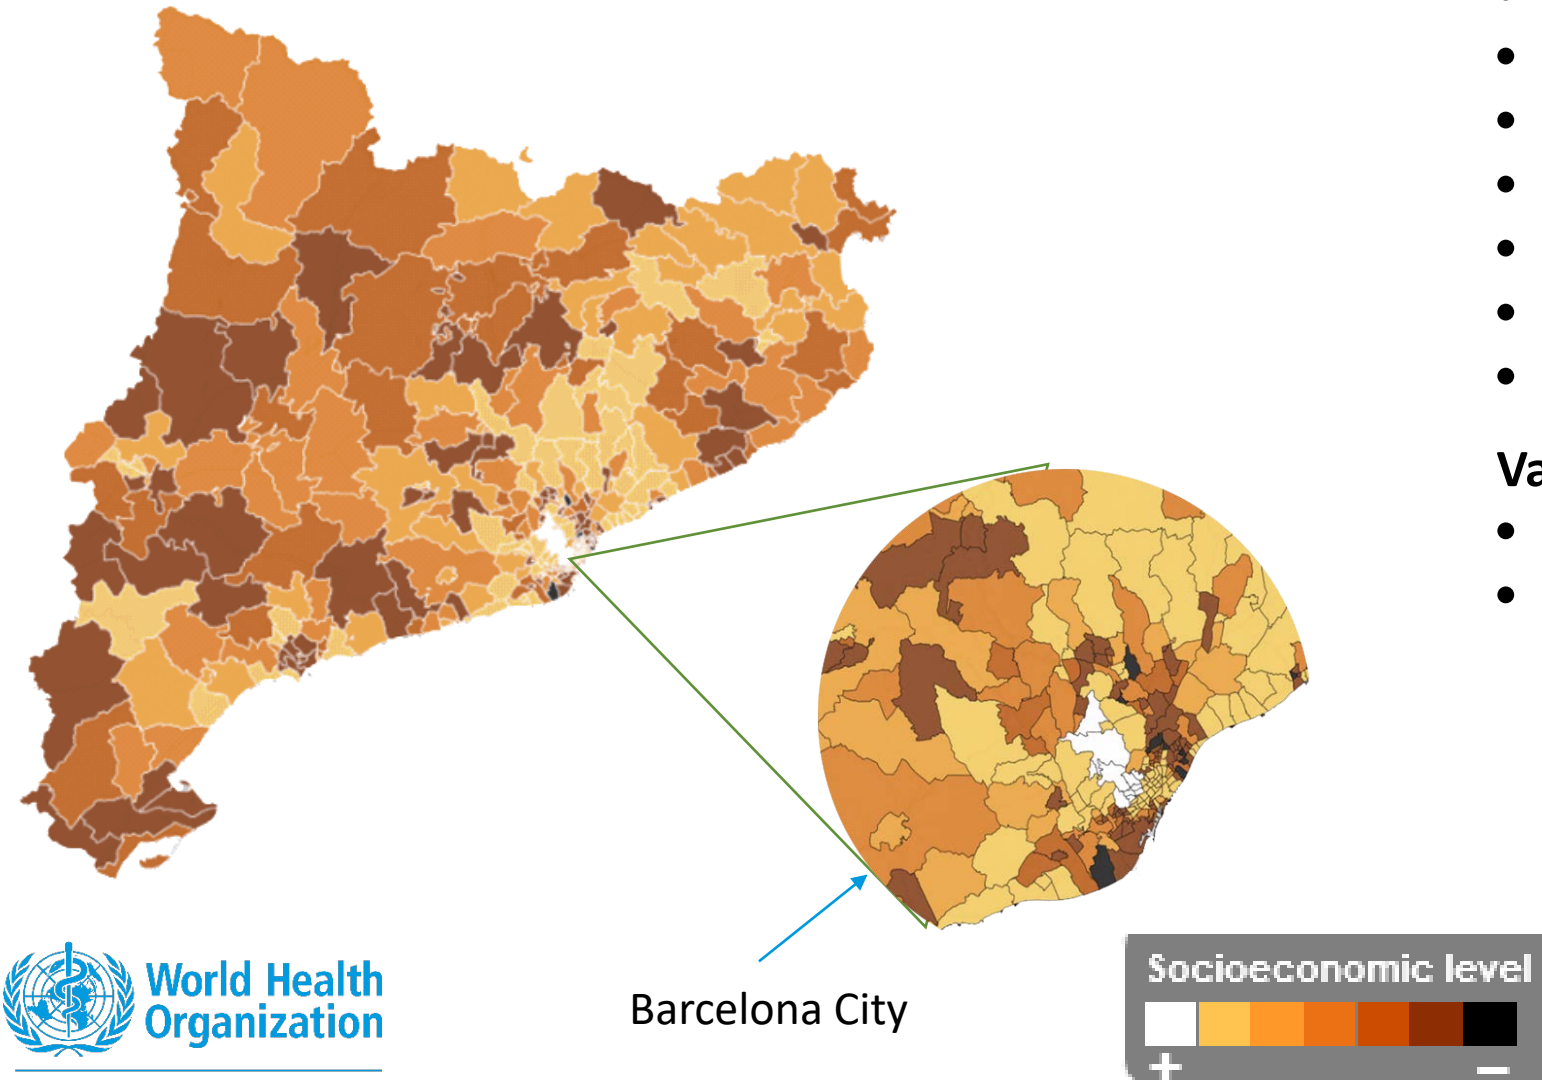 Va
World Health
Organization
Barcelona City
Socioeconomic level
+ –